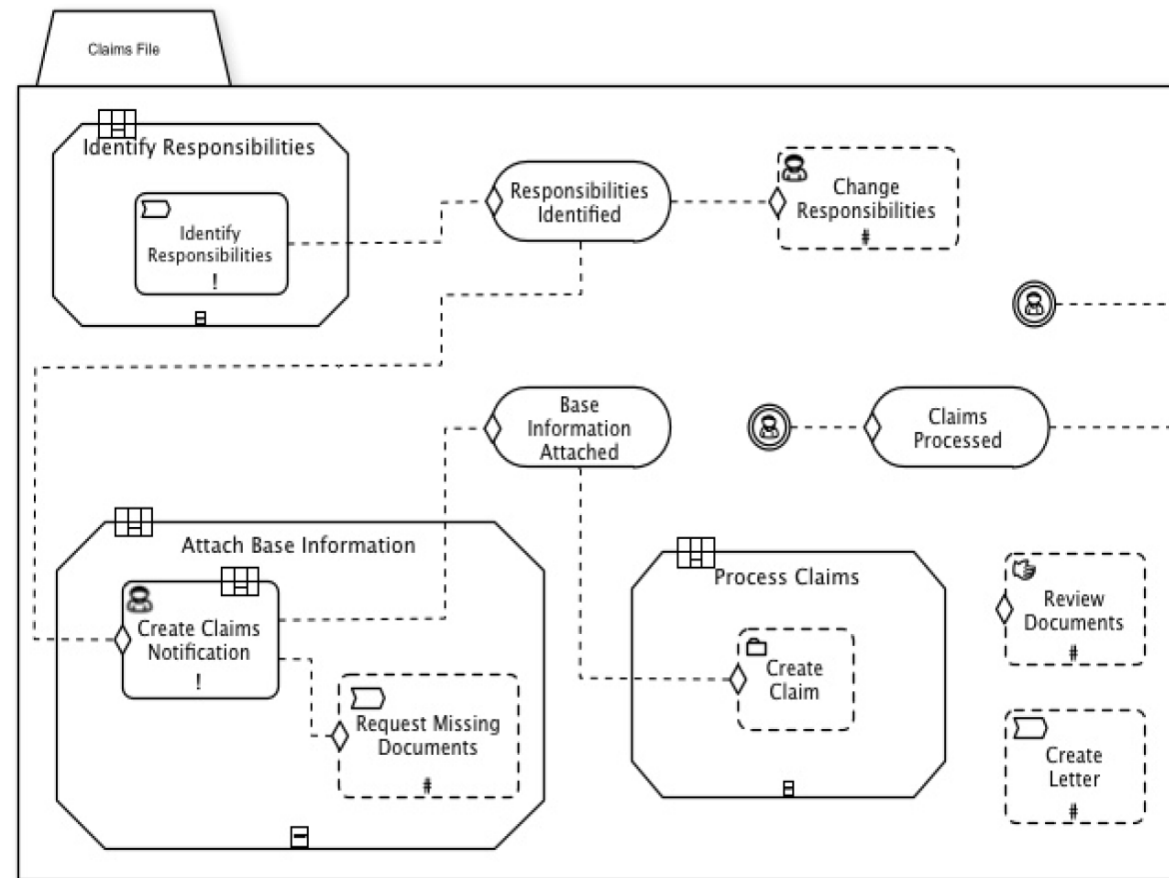 Claims File
Identify Responsibilities
Identify
Responsibilities
!
Responsibilities
Identified
Change
Responsibilities
#
Base
Information
Attached
Claims
Processed
Attach Base Information
Create Claims
Notification
!
Request Missing
Documents
#
Process Claims
Create
Claim
Review
Documents
#
Create
Letter
#